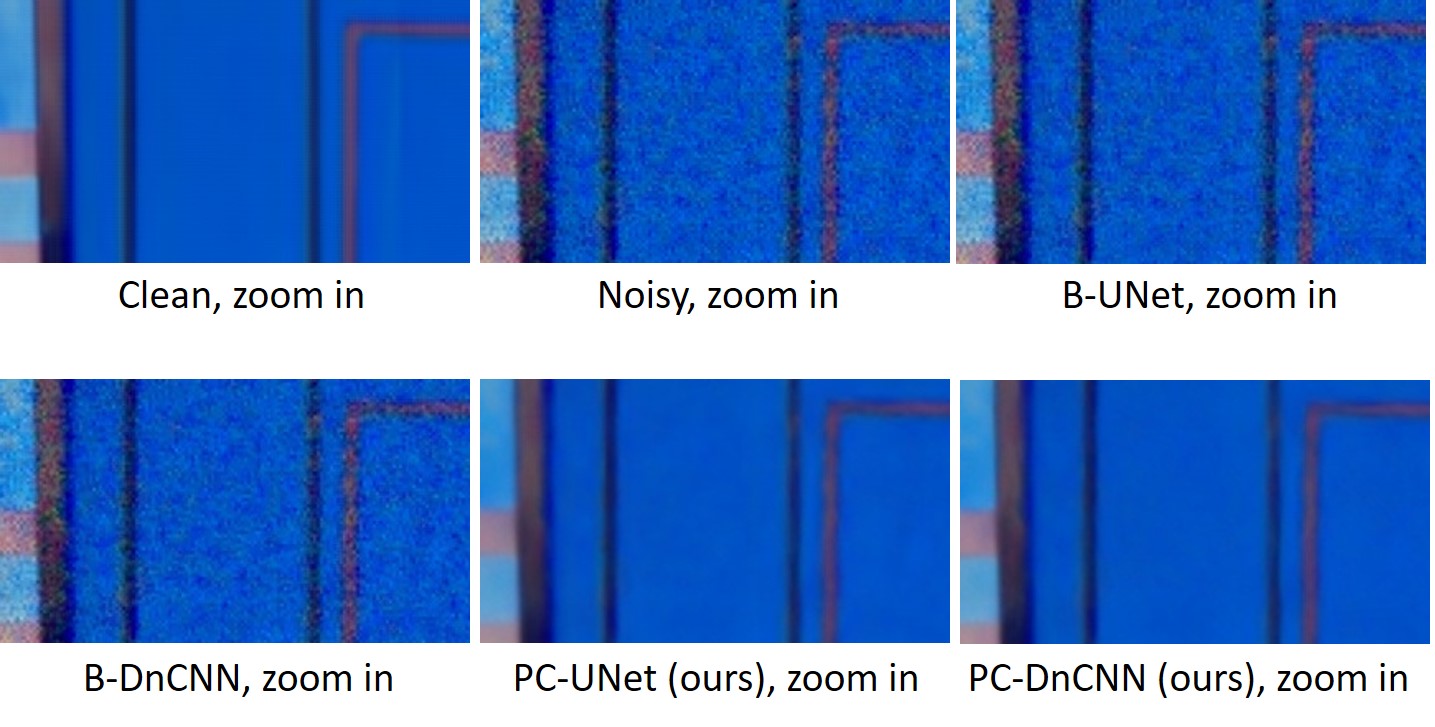 Clean, zoom in
Noisy, zoom in
B-UNet, zoom in
B-DnCNN, zoom in
PC-UNet (ours), zoom in
PC-DnCNN (ours), zoom in